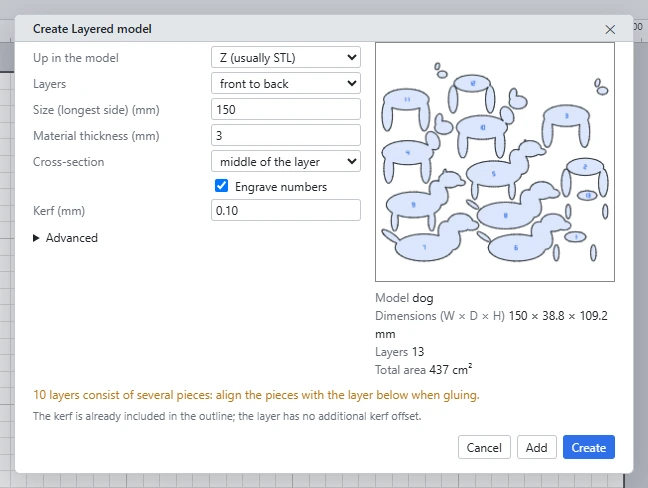 Create Layered model
00
Up in the model
Z (usually STL)
Layers
front to back
Size (longest side) (mm)
150
Material thickness (mm)
3
Cross-section
middle of the layer
Engrave numbers
Kerf (mm)
0.10
Advanced
Model dog
Dimensions (W × D × H) 150 × 38.8 × 109.2
mm
Layers 13
Total area 437 cm²
10 layers consist of several pieces: align the pieces with the layer below when gluing.
The kerf is already included in the outline; the layer has no additional kerf offset.
Cancel
Add
Create